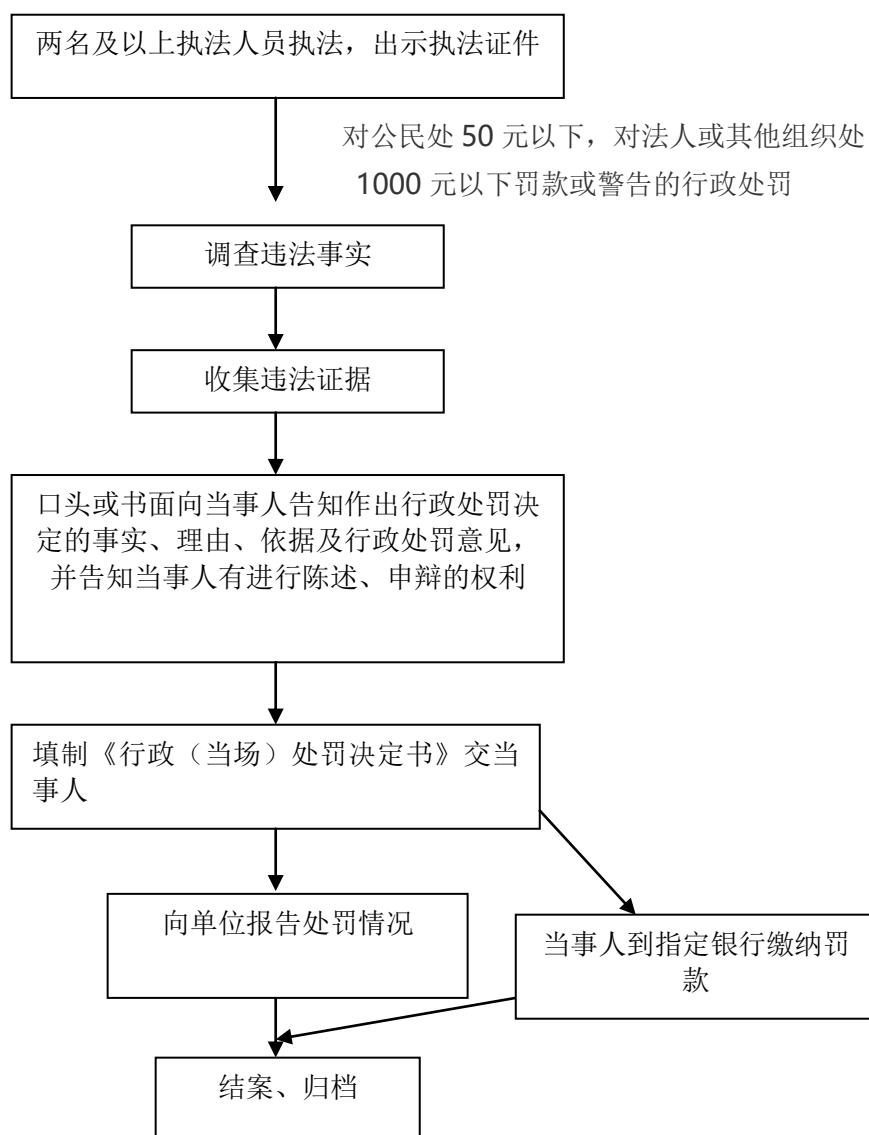 两名及以上执法人员执法，出示执法证件
对公民处 50 元以下，对法人或其他组织处
1000 元以下罚款或警告的行政处罚
调查违法事实
收集违法证据
口头或书面向当事人告知作出行政处罚决
定的事实、理由、依据及行政处罚意见，
并告知当事人有进行陈述、申辩的权利
填制《行政（当场）处罚决定书》交当
事人
向单位报告处罚情况
当事人到指定银行缴纳罚
款
结案、归档